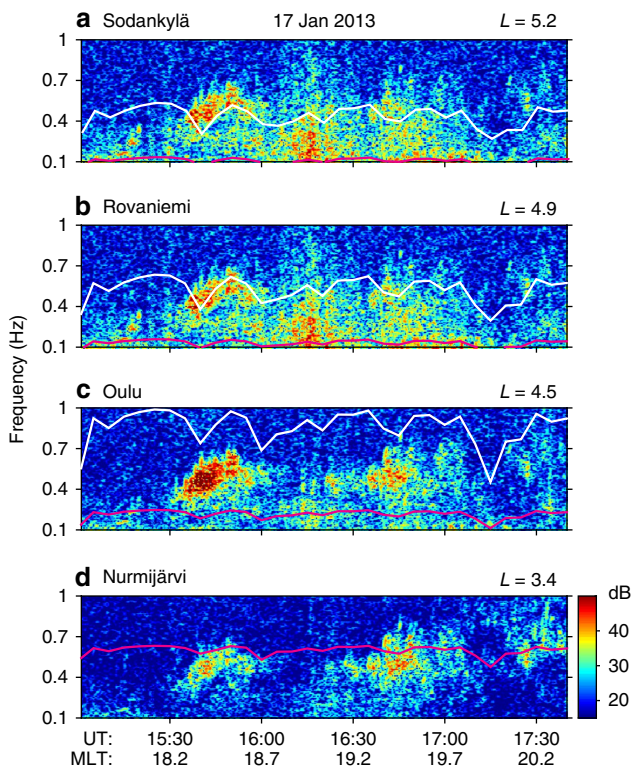 a Sodankylä 17 Jan 2013 L = 5.2
1
0.7
0.4
0.1
b Rovaniemi L = 4.9
1
0.7
0.4
0.1
c Oulu L = 4.5
1
0.7
0.4
0.1
d Nurmijärvi L = 3.4
1
0.7
0.4
0.1
Frequency (Hz)
dB
40
30
20
UT: 15:30 16:00 16:30 17:00 17:30
MLT: 18.2 18.7 19.2 19.7 20.2